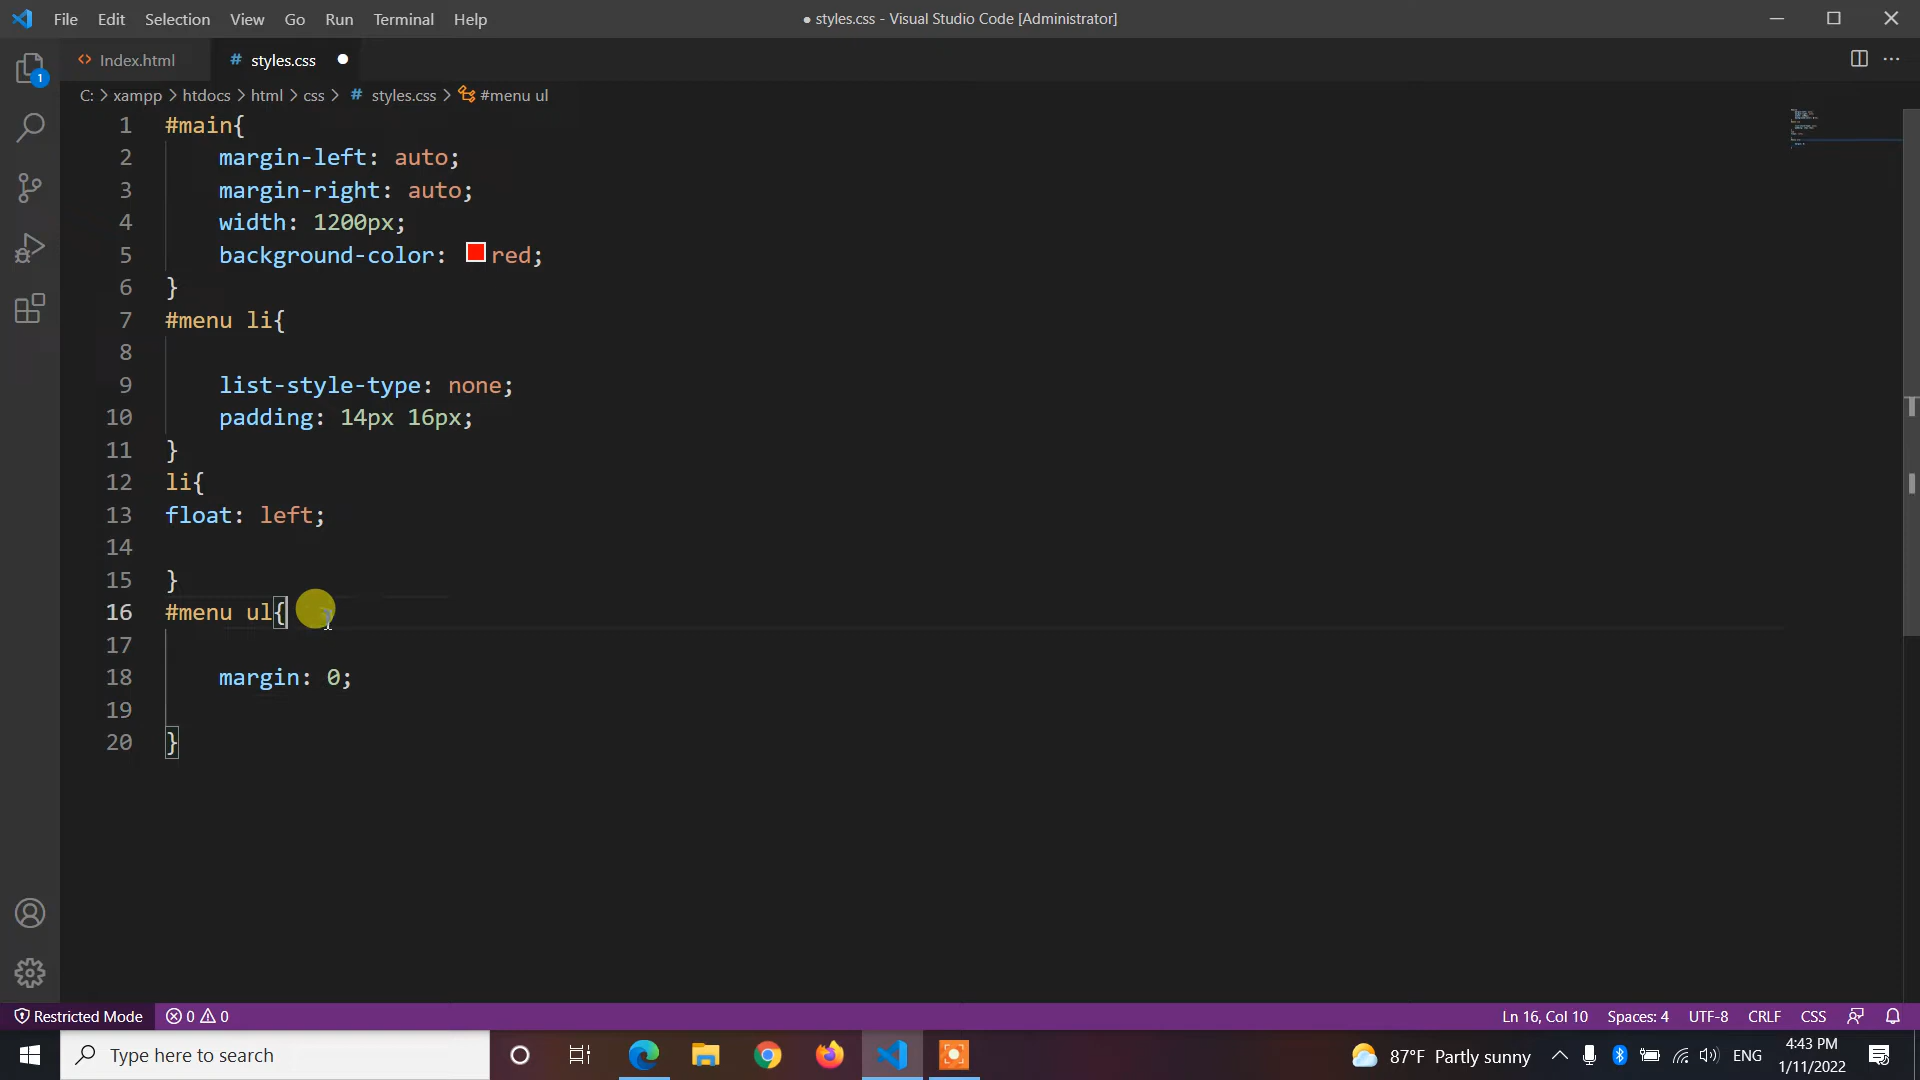 File Edit Selection View Go Run Terminal Help
● styles.css - Visual Studio Code [Administrator]
Index.html
# styles.css
C: > xampp > htdocs > html > css > # styles.css > #menu ul
1 #main{
2 margin-left: auto;
3 margin-right: auto;
4 width: 1200px;
5 background-color: red;
6 }
7 #menu li{
8
9 list-style-type: none;
10 padding: 14px 16px;
11 }
12 li{
13 float: left;
14
15 }
16 #menu ul{
17
18 margin: 0;
19
20 }
1
Restricted Mode 0 0
Ln 16, Col 10 Spaces: 4 UTF-8 CRLF CSS
Type here to search
87°F Partly sunny
ENG
4:43 PM
1/11/2022